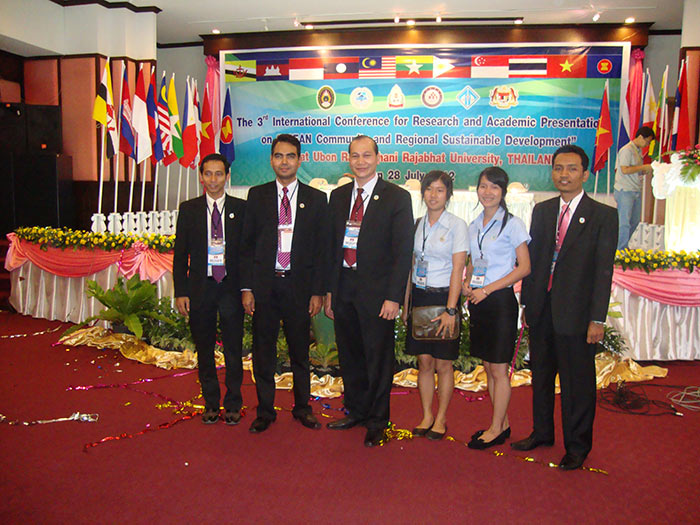 The 3rd International Conference for Research and Academic Presentation
on "ASEAN Community and Regional Sustainable Development"
at Ubon Rajabhat University, THAILAND
28 July